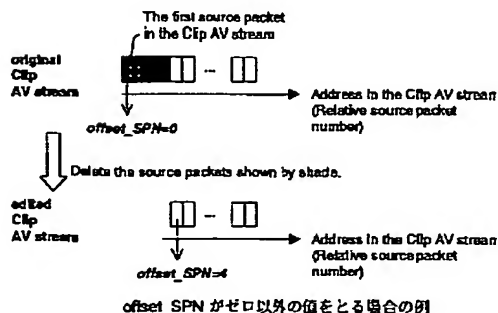 The first source packet
in the Clip AV stream
original
Clip
AV stream
...
Address in the Clip AV stream
(Relative source packet
number)
offset_SPN=0
Delete the source packets shown by shade.
edited
Clip
AV stream
...
Address in the Clip AV stream
(Relative source packet
number)
offset_SPN=4
offset SPN がゼロ以外の値をとる場合の例